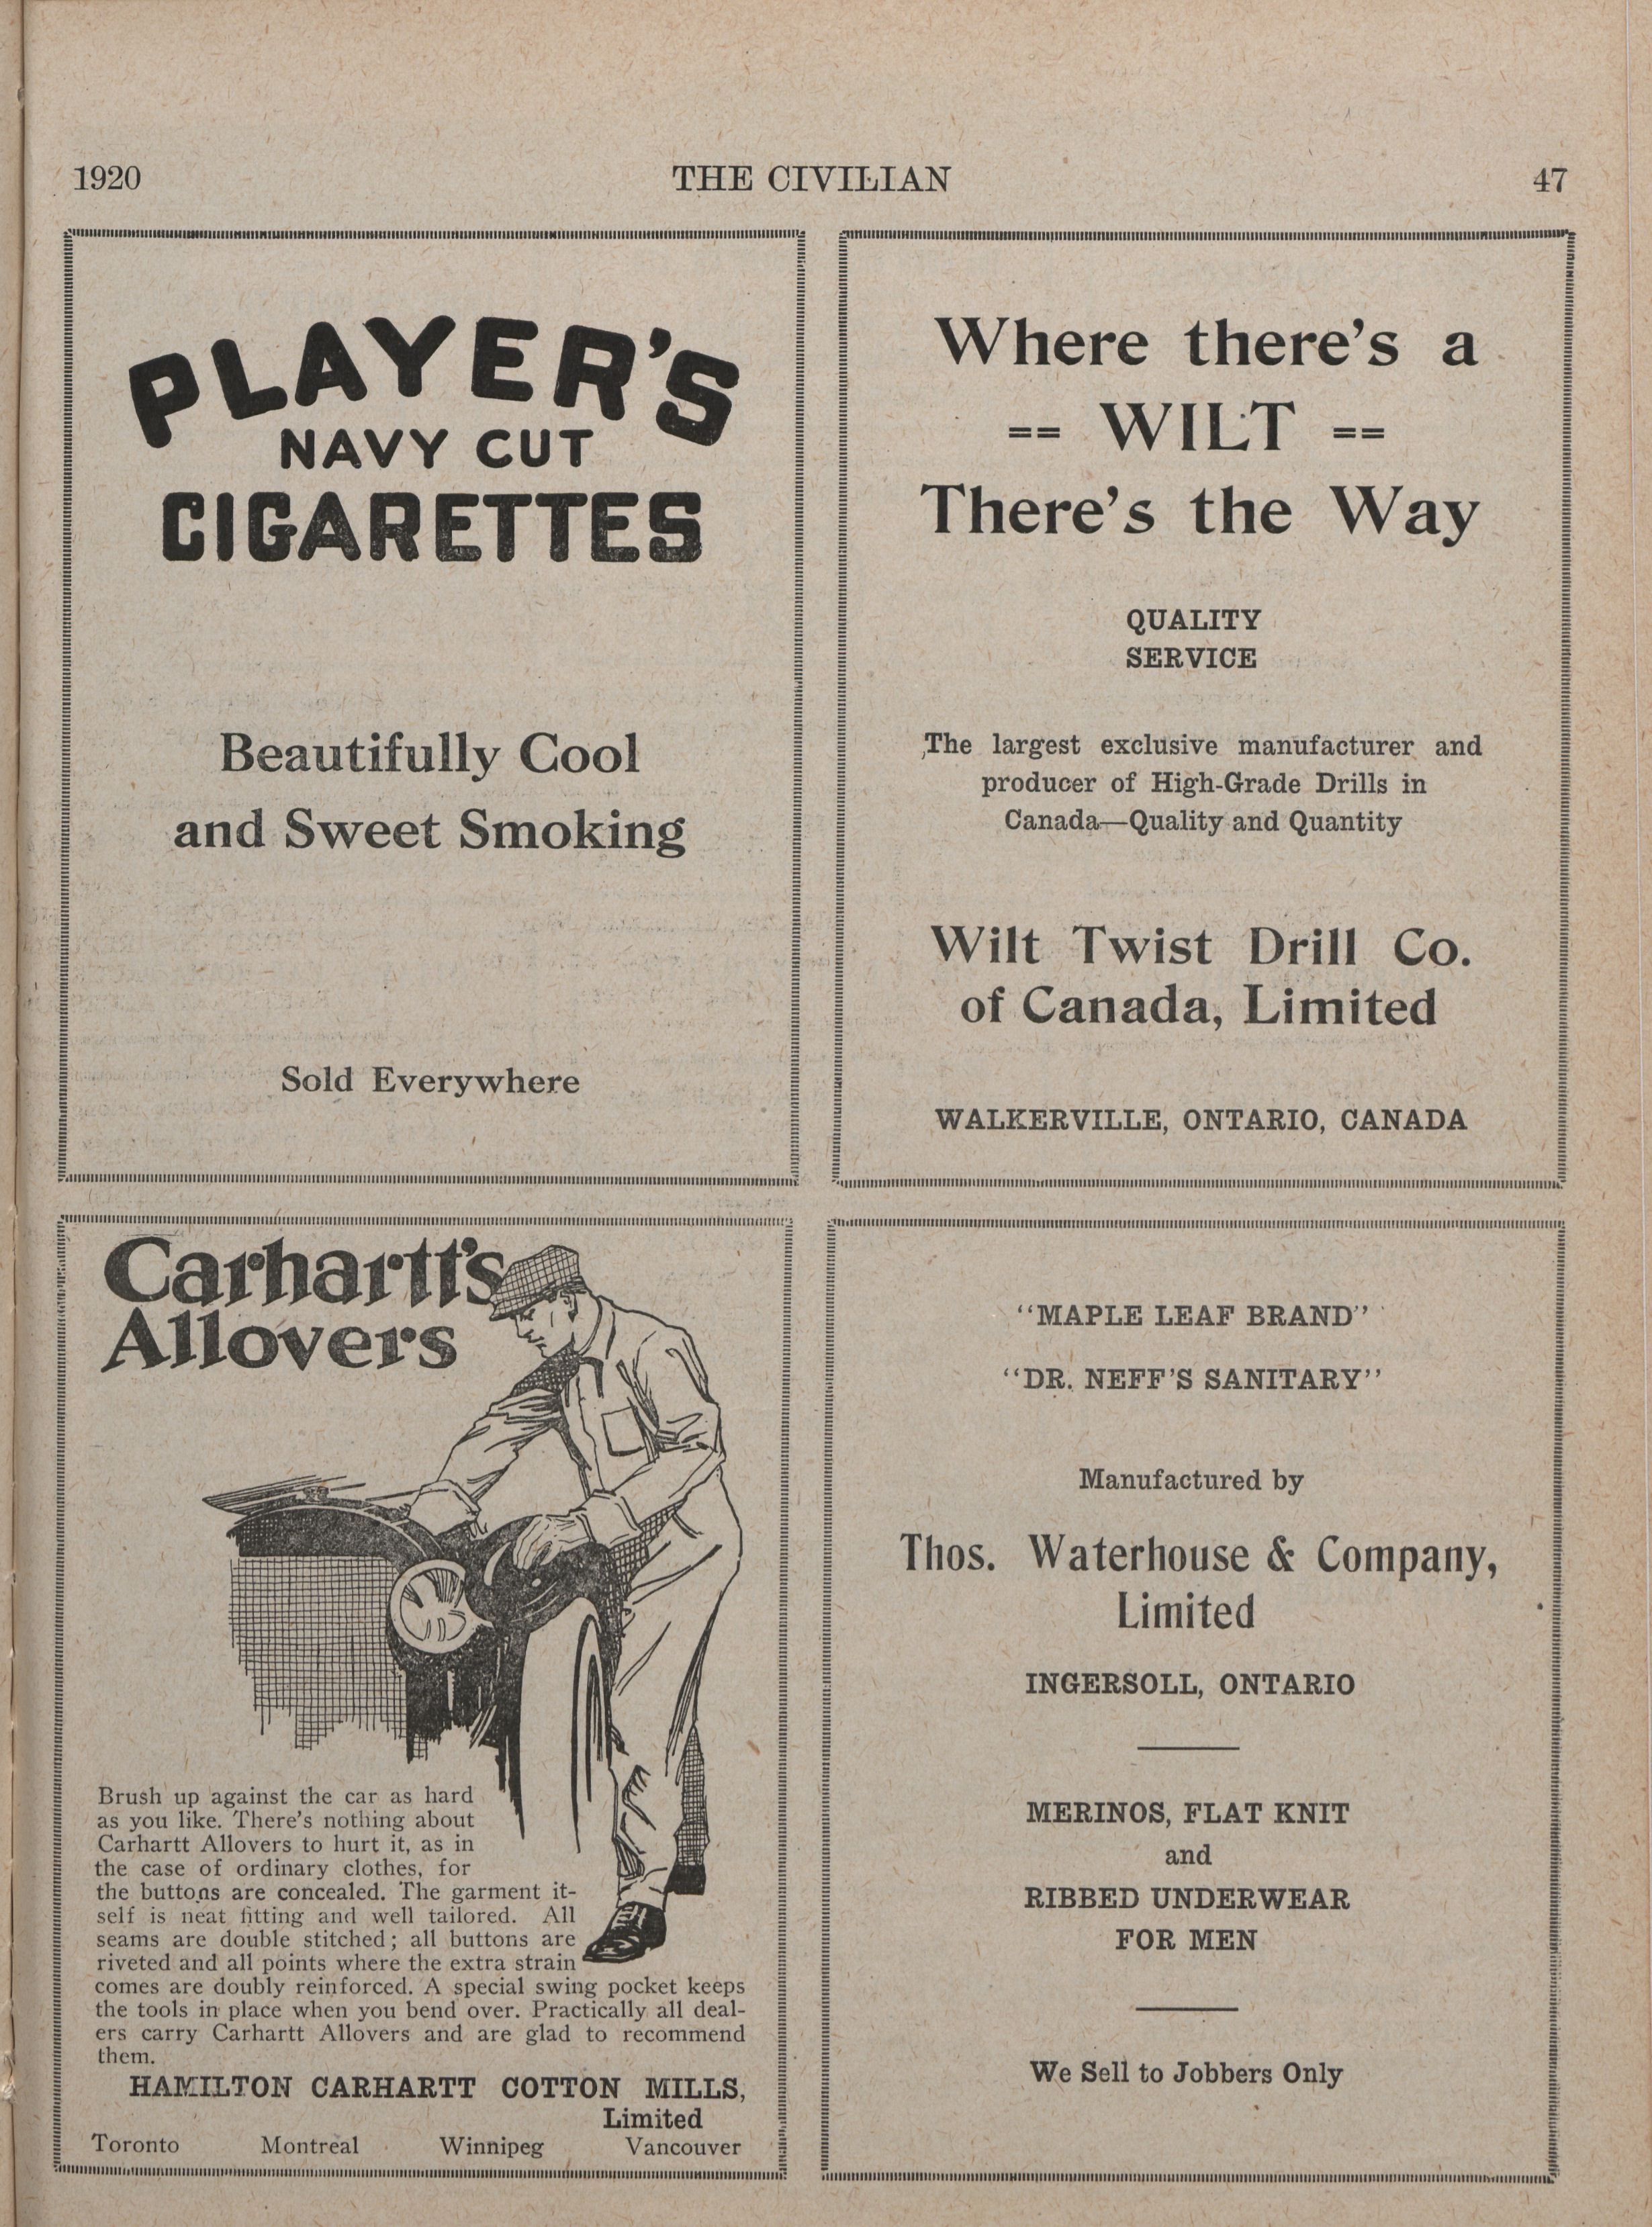 1920 THE CIVILIAN 47
PLAYER'S
NAVY CUT
CIGARETTES
Beautifully Cool
and Sweet Smoking
Sold Everywhere
Where there's a
== WILT ==
There's the Way
QUALITY
SERVICE
The largest exclusive manufacturer and
producer of High-Grade Drills in
Canada—Quality and Quantity
Wilt Twist Drill Co.
of Canada, Limited
WALKERVILLE, ONTARIO, CANADA
Carhartt's
Allovers
Brush up against the car as hard
as you like. There's nothing about
Carhartt Allovers to hurt it, as in
the case of ordinary clothes, for
the buttons are concealed. The garment it-
self is neat fitting and well tailored. All
seams are double stitched; all buttons are
riveted and all points where the extra strain
comes are doubly reinforced. A special swing pocket keeps
the tools in place when you bend over. Practically all deal-
ers carry Carhartt Allovers and are glad to recommend
them.
HAMILTON CARHARTT COTTON MILLS,
Limited
Toronto Montreal Winnipeg Vancouver
"MAPLE LEAF BRAND"
"DR. NEFF'S SANITARY"
Manufactured by
Thos. Waterhouse & Company,
Limited
INGERSOLL, ONTARIO
MERINOS, FLAT KNIT
and
RIBBED UNDERWEAR
FOR MEN
We Sell to Jobbers Only